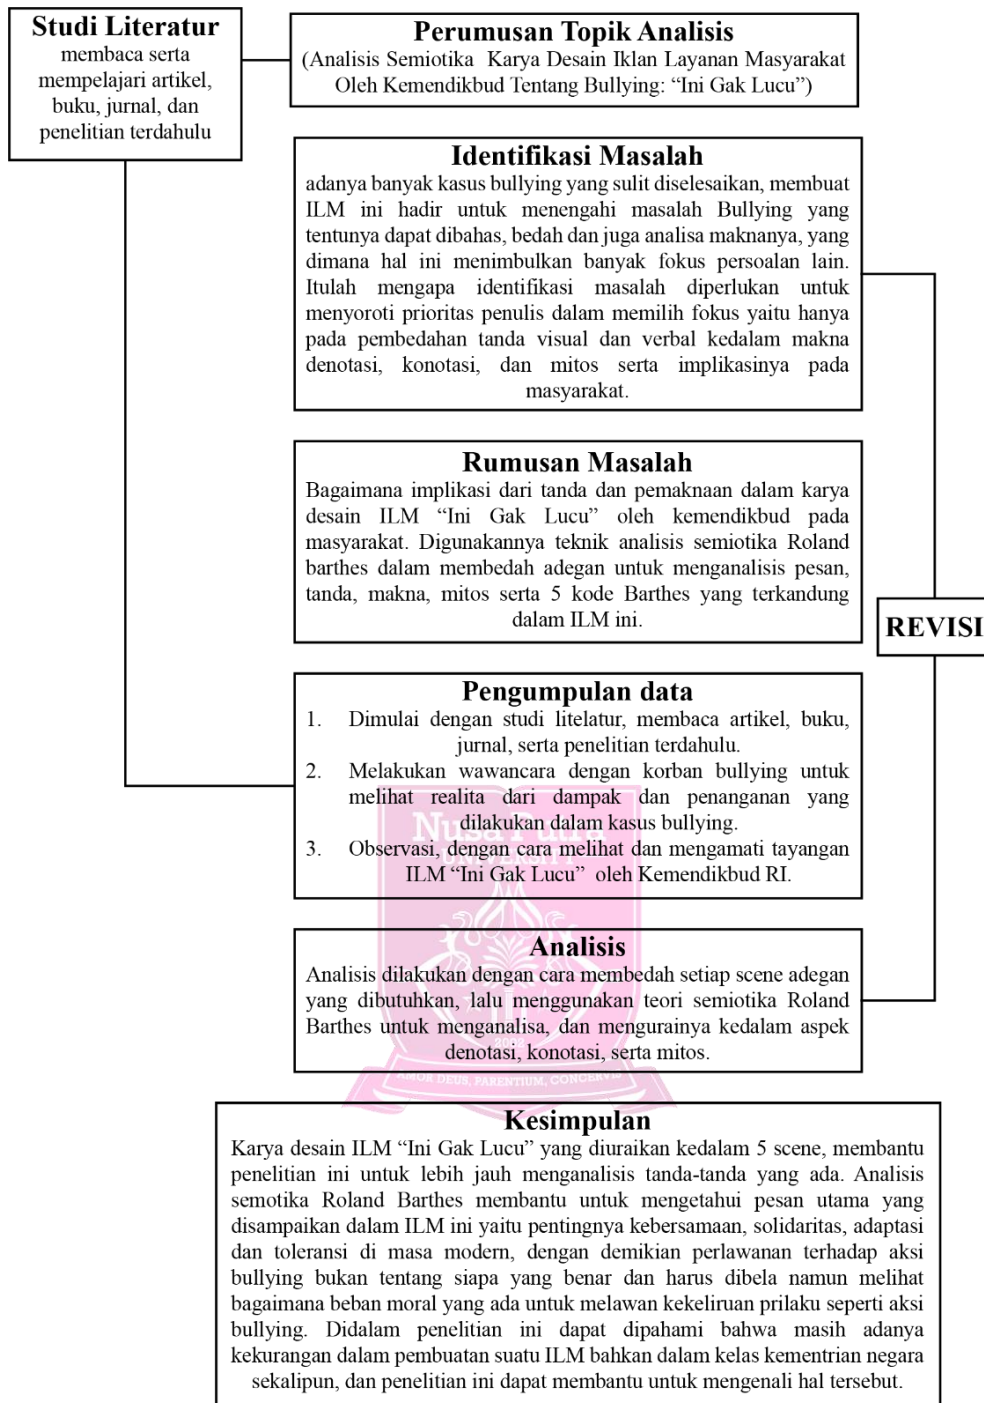 Studi Literatur
membaca serta
mempelajari artikel,
buku, jurnal, dan
penelitian terdahulu
Perumusan Topik Analisis
(Analisis Semiotika Karya Desain Iklan Layanan Masyarakat
Oleh Kemendikbud Tentang Bullying: “Ini Gak Lucu”)
Identifikasi Masalah
adanya banyak kasus bullying yang sulit diselesaikan, membuat
ILM ini hadir untuk menengahi masalah Bullying yang
tentunya dapat dibahas, bedah dan juga analisa maknanya, yang
dimana hal ini menimbulkan banyak fokus persoalan lain.
Itulah mengapa identifikasi masalah diperlukan untuk
menyoroti prioritas penulis dalam memilih fokus yaitu hanya
pada pembedahan tanda visual dan verbal kedalam makna
denotasi, konotasi, dan mitos serta implikasinya pada
masyarakat.
Rumusan Masalah
Bagaimana implikasi dari tanda dan pemaknaan dalam karya
desain ILM “Ini Gak Lucu” oleh kemendikbud pada
masyarakat. Digunakannya teknik analisis semiotika Roland
barthes dalam membedah adegan untuk menganalisis pesan,
tanda, makna, mitos serta 5 kode Barthes yang terkandung
dalam ILM ini.
REVISI
Pengumpulan data
1. Dimulai dengan studi litelatur, membaca artikel, buku,
jurnal, serta penelitian terdahulu.
2. Melakukan wawancara dengan korban bullying untuk
melihat realita dari dampak dan penanganan yang
dilakukan dalam kasus bullying.
3. Observasi, dengan cara melihat dan mengamati tayangan
ILM “Ini Gak Lucu” oleh Kemendikbud RI.
Nusa Putra
UNIVERSITY
Analisis
Analisis dilakukan dengan cara membedah setiap scene adegan
yang dibutuhkan, lalu menggunakan teori semiotika Roland
Barthes untuk menganalisa, dan mengurainya kedalam aspek
denotasi, konotasi, serta mitos.
2002
AMOR DEUS, PARENTIUM, CONCERVIS
Kesimpulan
Karya desain ILM “Ini Gak Lucu” yang diuraikan kedalam 5 scene, membantu
penelitian ini untuk lebih jauh menganalisis tanda-tanda yang ada. Analisis
semotika Roland Barthes membantu untuk mengetahui pesan utama yang
disampaikan dalam ILM ini yaitu pentingnya kebersamaan, solidaritas, adaptasi
dan toleransi di masa modern, dengan demikian perlawanan terhadap aksi
bullying bukan tentang siapa yang benar dan harus dibela namun melihat
bagaimana beban moral yang ada untuk melawan kekeliruan prilaku seperti aksi
bullying. Didalam penelitian ini dapat dipahami bahwa masih adanya
kekurangan dalam pembuatan suatu ILM bahkan dalam kelas kementrian negara
sekalipun, dan penelitian ini dapat membantu untuk mengenali hal tersebut.